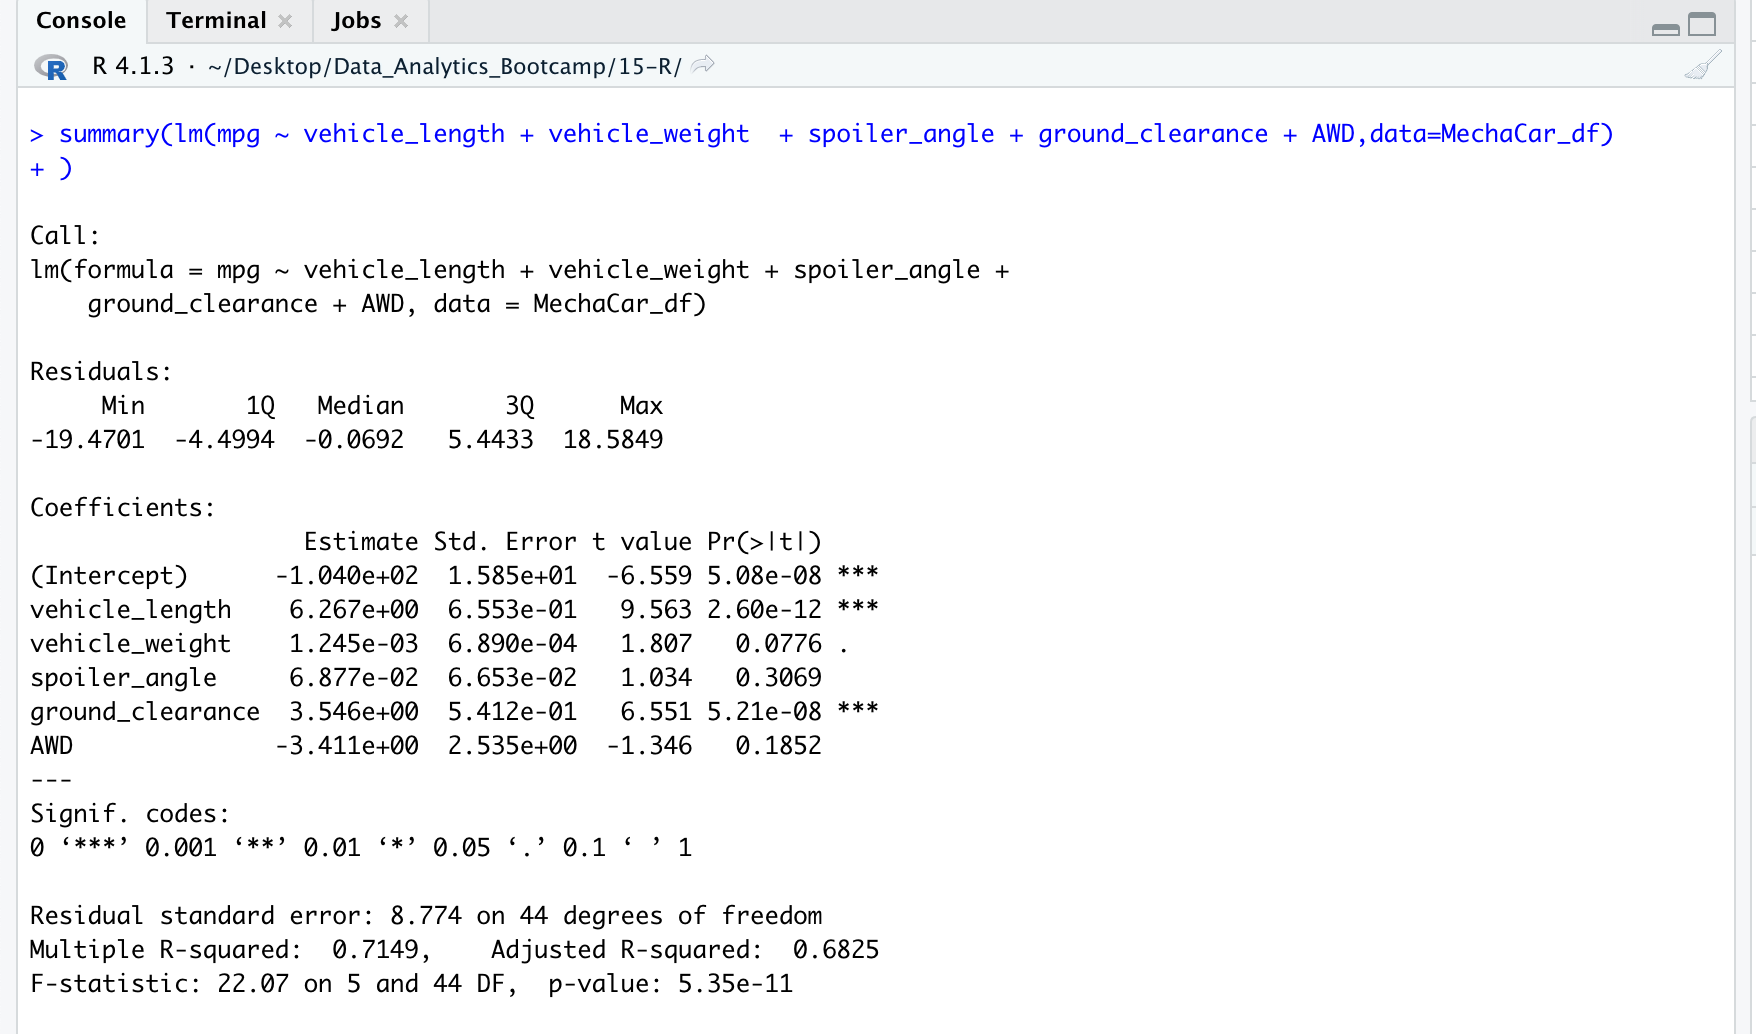 Console Terminal × Jobs ×
R R 4.1.3 · ~/Desktop/Data_Analytics_Bootcamp/15-R/
> summary(lm(mpg ~ vehicle_length + vehicle_weight  + spoiler_angle + ground_clearance + AWD,data=MechaCar_df)
+ )
Call:
lm(formula = mpg ~ vehicle_length + vehicle_weight + spoiler_angle +
    ground_clearance + AWD, data = MechaCar_df)
Residuals:
     Min       1Q   Median       3Q      Max
-19.4701  -4.4994  -0.0692   5.4433  18.5849
Coefficients:
                   Estimate Std. Error t value Pr(>|t|)
(Intercept)      -1.040e+02  1.585e+01  -6.559 5.08e-08 ***
vehicle_length    6.267e+00  6.553e-01   9.563 2.60e-12 ***
vehicle_weight    1.245e-03  6.890e-04   1.807   0.0776 .
spoiler_angle     6.877e-02  6.653e-02   1.034   0.3069
ground_clearance  3.546e+00  5.412e-01   6.551 5.21e-08 ***
AWD              -3.411e+00  2.535e+00  -1.346   0.1852
---
Signif. codes:
0 ‘***’ 0.001 ‘**’ 0.01 ‘*’ 0.05 ‘.’ 0.1 ‘ ’ 1
Residual standard error: 8.774 on 44 degrees of freedom
Multiple R-squared:  0.7149,    Adjusted R-squared:  0.6825
F-statistic: 22.07 on 5 and 44 DF,  p-value: 5.35e-11